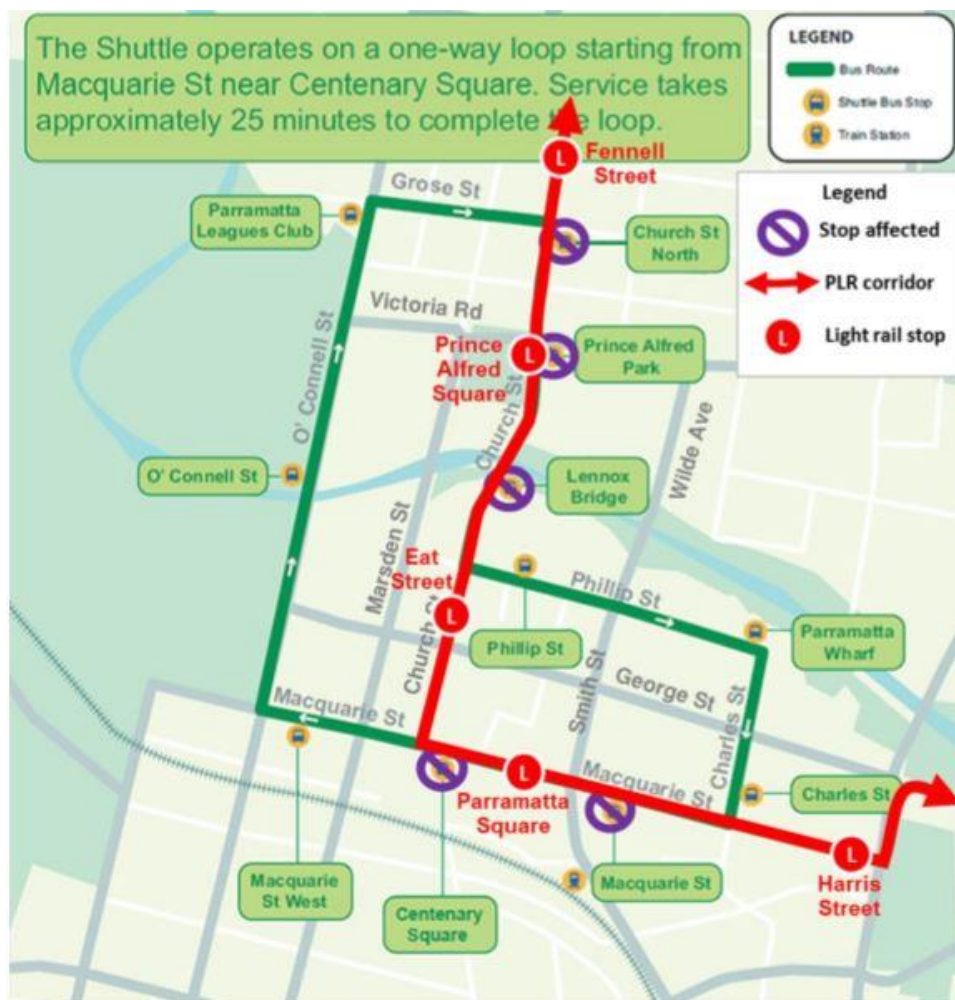 The Shuttle operates on a one-way loop starting from
Macquarie St near Centenary Square. Service takes
approximately 25 minutes to complete the loop.
LEGEND
Bus Route
Shuttle Bus Stop
Train Station
Legend
Stop affected
PLR corridor
L
Light rail stop
L
Fennell
Street
Grose St
Parramatta
Leagues Club
Church St
North
Victoria Rd
Prince
Alfred
Square
L
Prince Alfred
Park
O' Connell St
Church St
Wilde Ave
O' Connell St
Lennox
Bridge
Marsden St
Eat
Street
L
Phillip St
Church St
Phillip St
Parramatta
Wharf
Smith St
George St
Charles St
Macquarie St
L
Parramatta
Square
Macquarie St
Charles St
L
Harris
Street
Macquarie
St West
Centenary
Square
Macquarie St